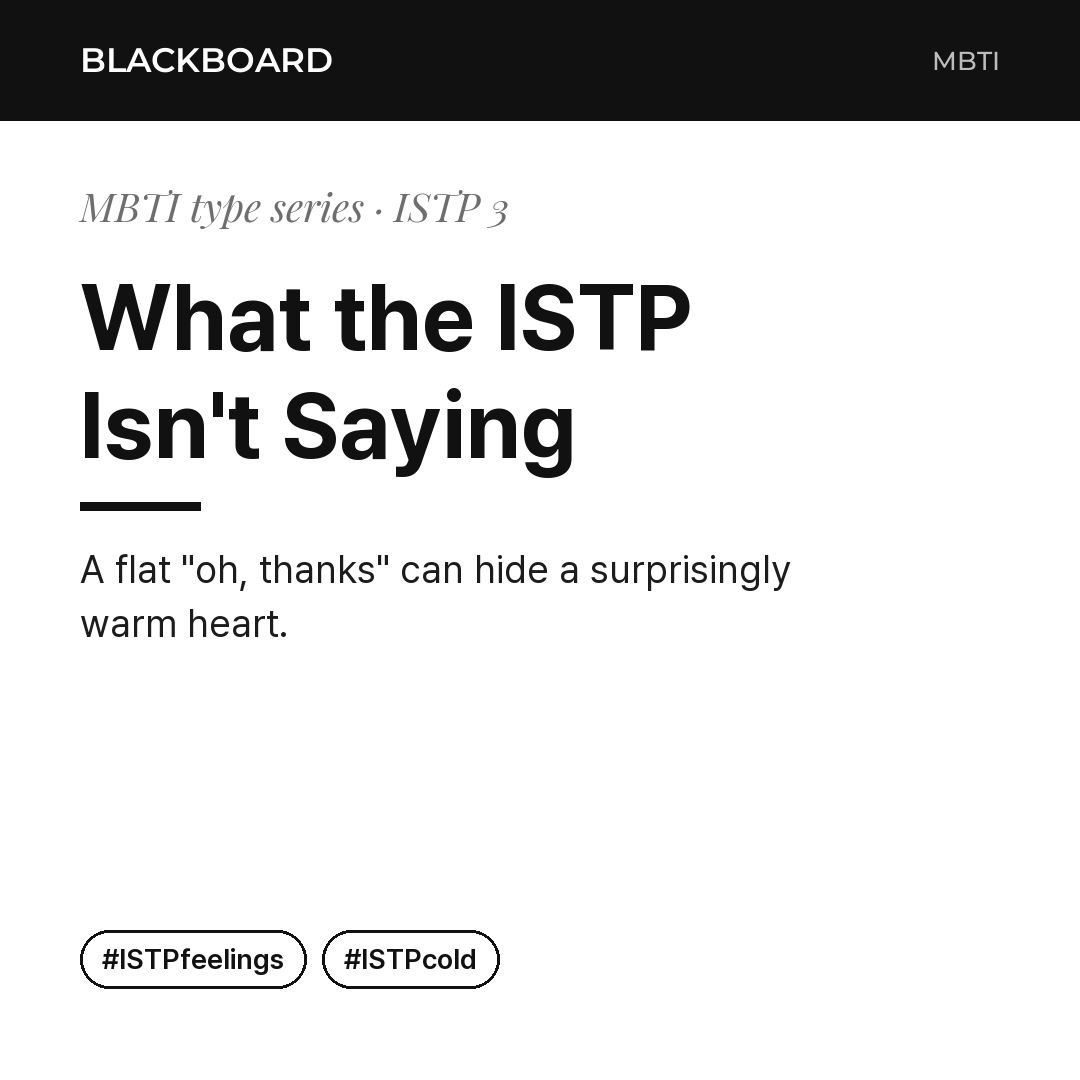 BLACKBOARD
MBTI
MBTI type series · ISTP 3
What the ISTP
Isn't Saying
A flat "oh, thanks" can hide a surprisingly
warm heart.
#ISTPfeelings
#ISTPcold